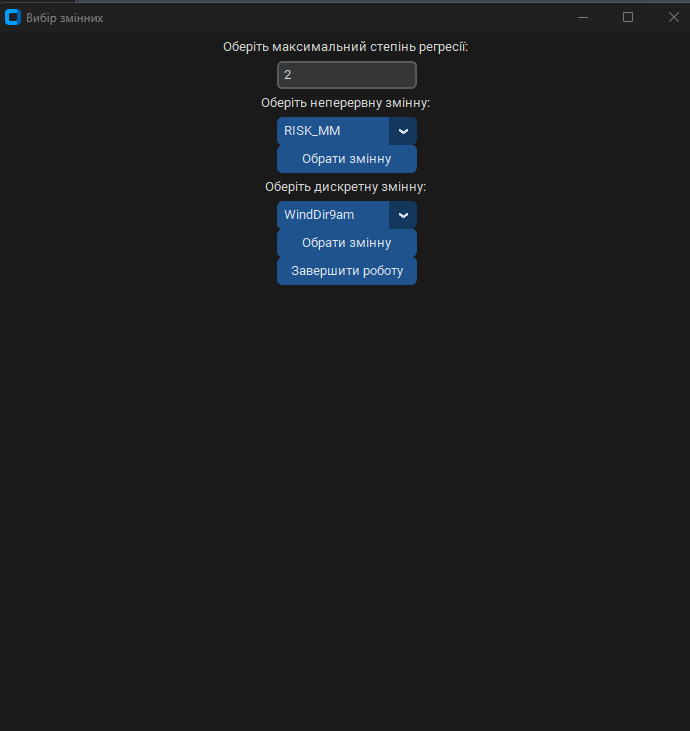 Вибір змінних
Оберіть максимальний степінь регресії:
2
Оберіть неперервну змінну:
RISK_MM
Обрати змінну
Оберіть дискретну змінну:
WindDir9am
Обрати змінну
Завершити роботу